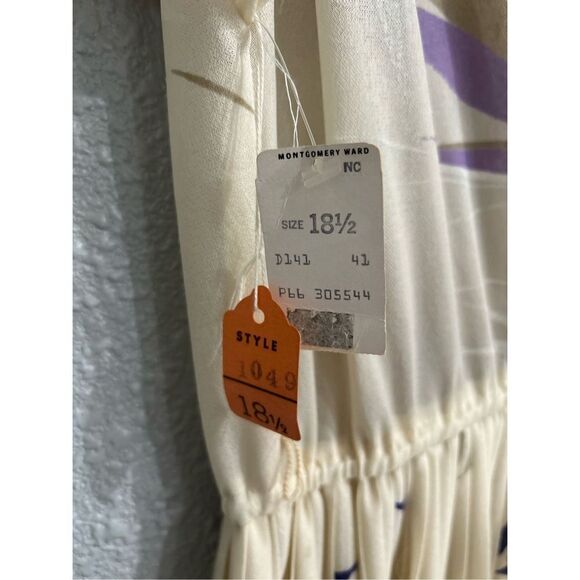 MONTGOMERY WARD
NC
SIZE 18½
D141 41
P66 305544
STYLE
1049
18½